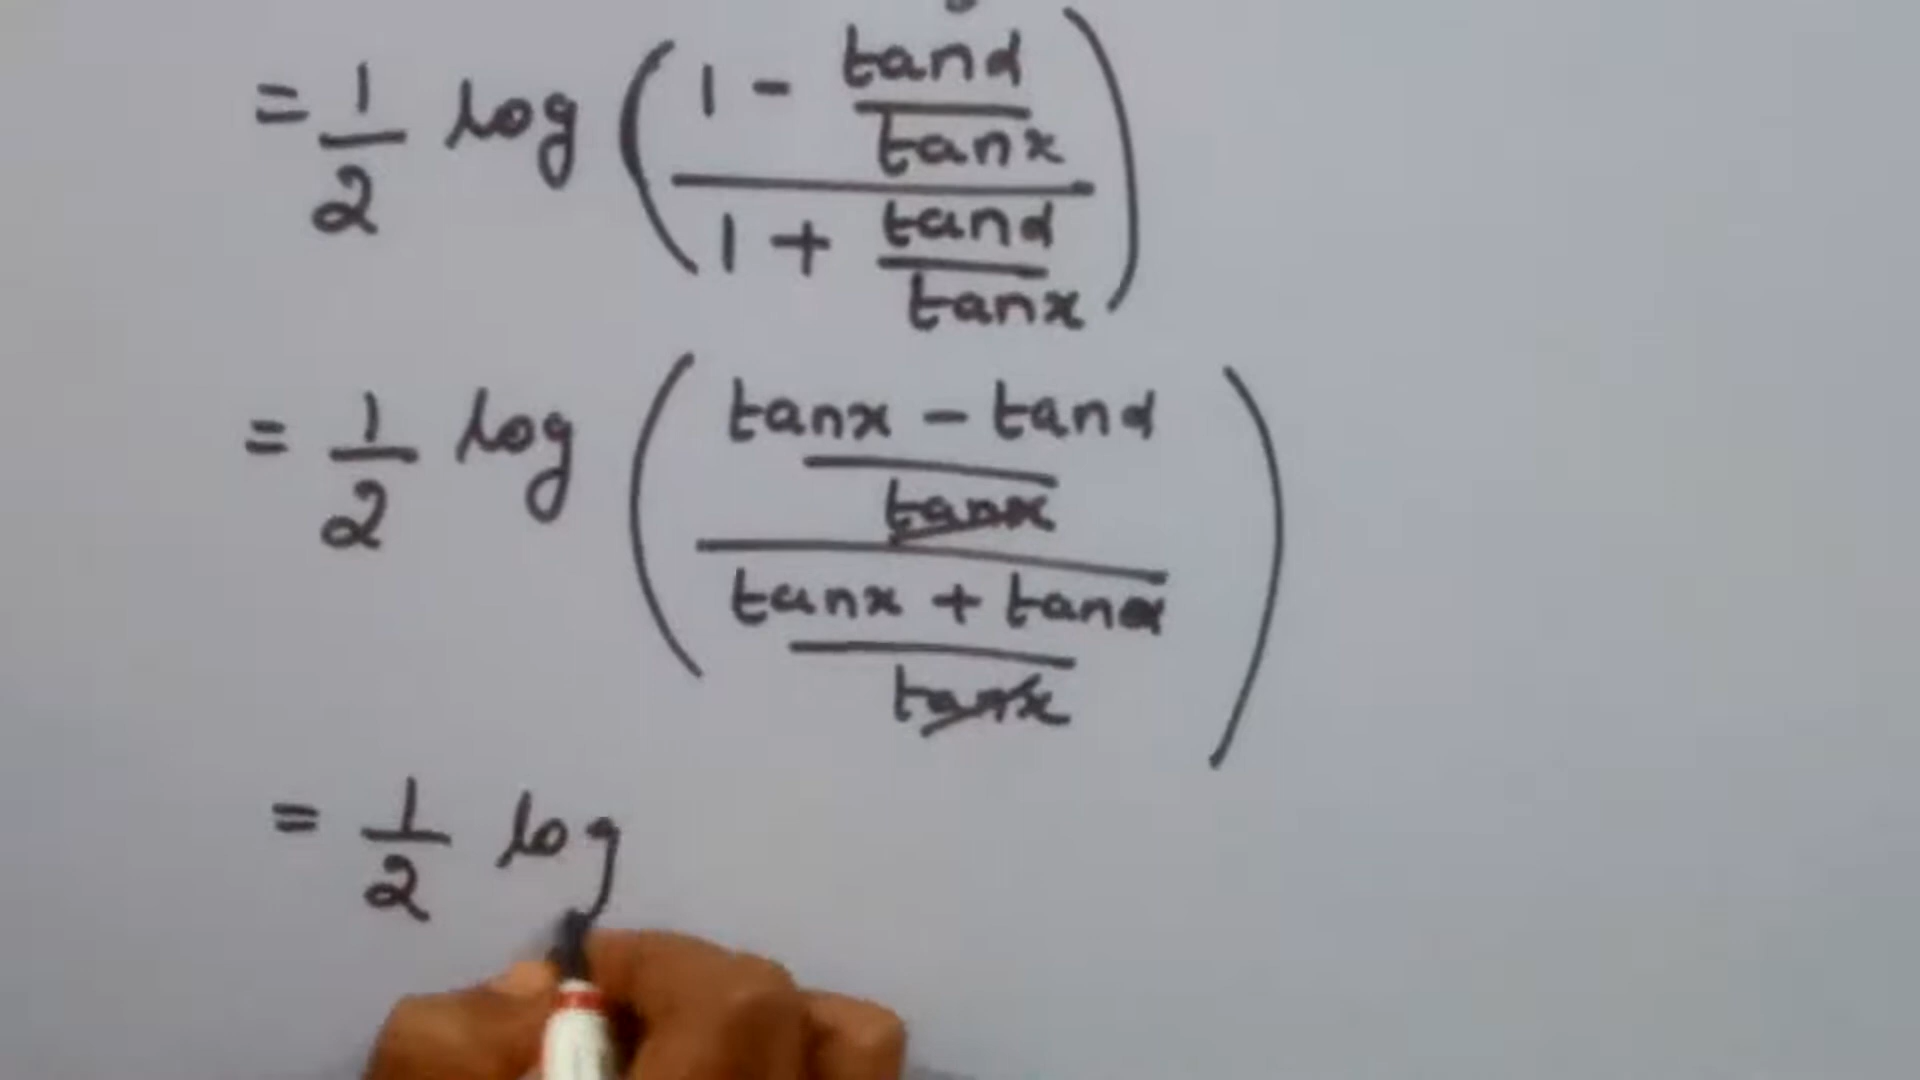 = 1/2 log ( (1 - tanα/tanx) / (1 + tanα/tanx) )
= 1/2 log ( ((tanx - tanα)/tanx) / ((tanx + tanα)/tanx) )
= 1/2 log